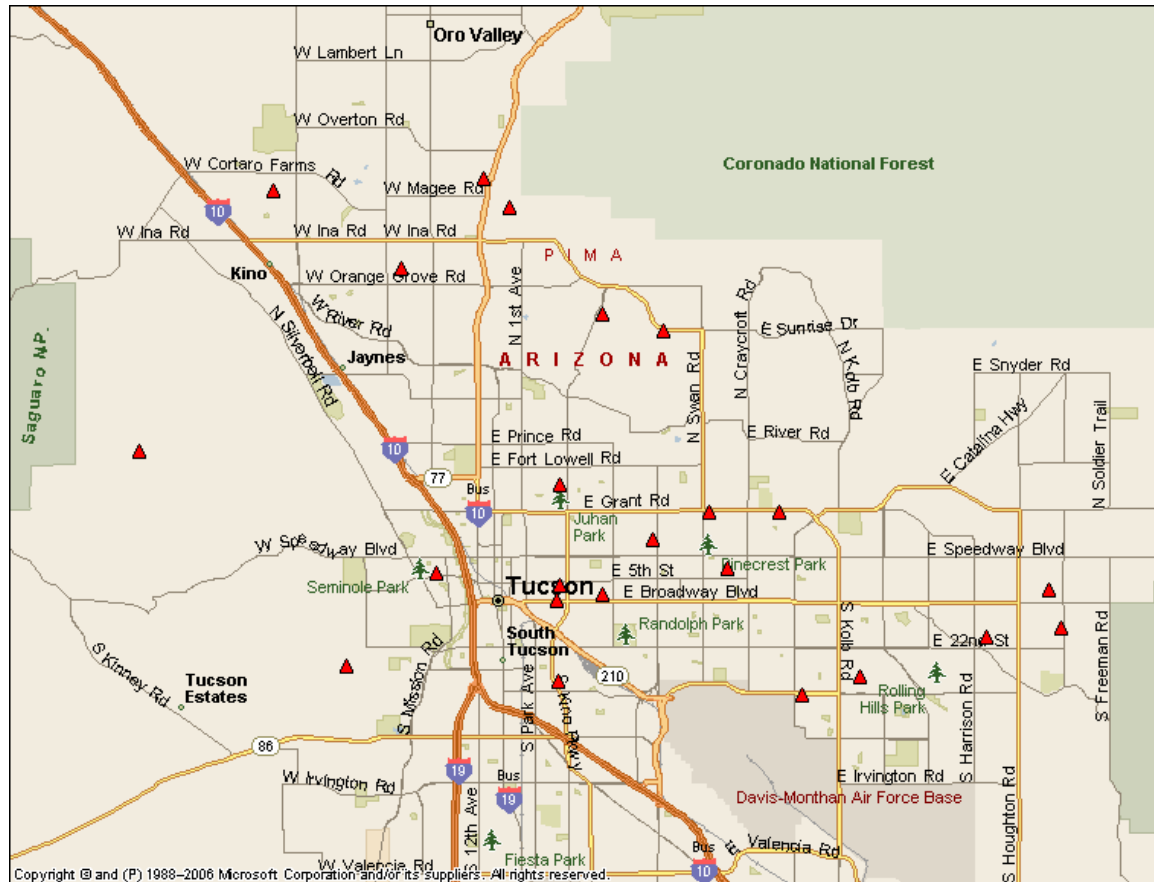 Oro Valley
W Lambert Ln
W Overton Rd
Coronado National Forest
W Cortaro Farms Rd
W Magee Rd
10
W Ina Rd
W Ina Rd
W Ina Rd
PIMA
Kino
W Orange Grove Rd
N 1st Ave
N Craycroft Rd
W River Rd
E Sunrise Dr
N Silverbell Rd
Saguaro N.P.
Jaynes
ARIZONA
N Swan Rd
N Kolb Rd
E Snyder Rd
E Catalina Hwy
N Soldier Trail
E Prince Rd
E River Rd
10
E Fort Lowell Rd
77
Bus
10
E Grant Rd
Juhan
Park
W Speedway Blvd
E Speedway Blvd
Pinecrest Park
E 5th St
Seminole Park
Tucson
E Broadway Blvd
Randolph Park
S Kolb Rd
E 22nd St
S Freeman Rd
South
Tucson
S Mission Rd
S Kinney Rd
Tucson
Estates
210
S Park Ave
S Kino Pkwy
Rolling
Hills Park
S Harrison Rd
86
19
W Irvington Rd
Bus
19
E Irvington Rd
Davis-Monthan Air Force Base
S Houghton Rd
S 12th Ave
Fiesta Park
W Valencia Rd
Bus
10
E Valencia Rd
Copyright © and (P) 1988–2006 Microsoft Corporation and/or its suppliers. All rights reserved.